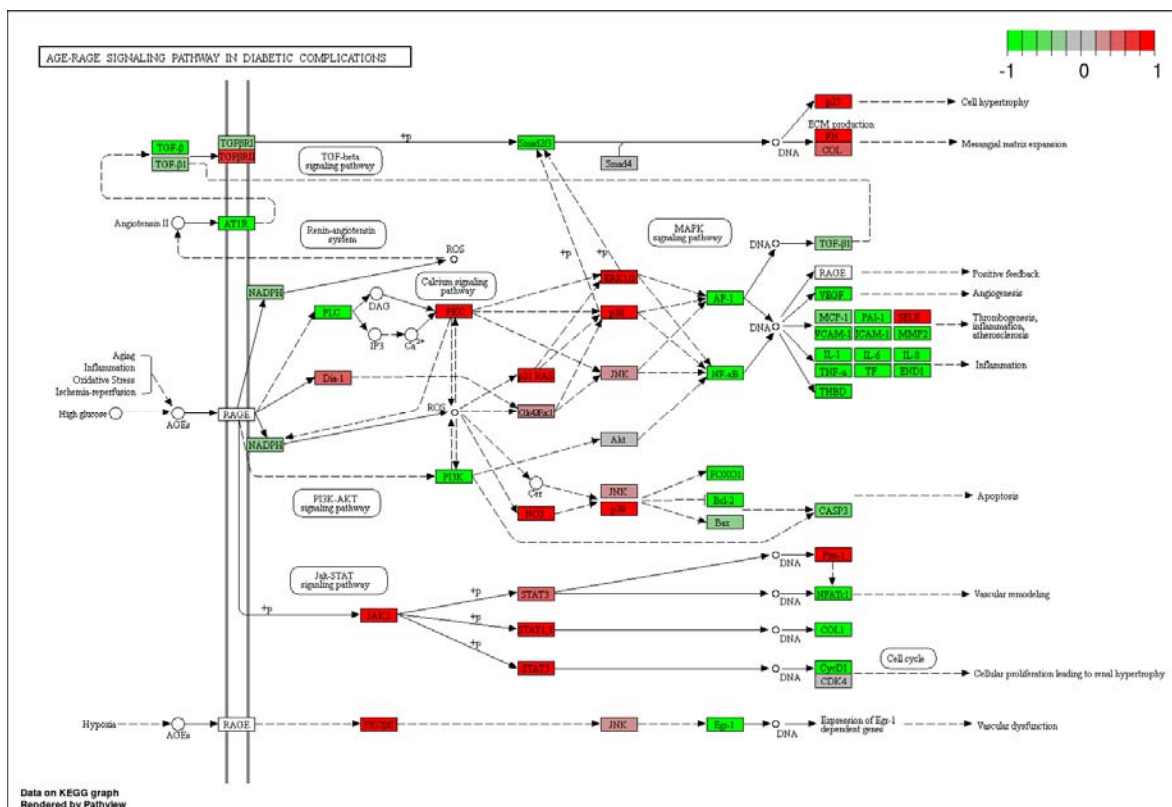 AGE-RAGE SIGNALING PATHWAY IN DIABETIC COMPLICATIONS
-1
0
1
Cell hypertrophy
ECM production
TGF-β
TGFβRI
+p
Smad2/3
DNA
FN
TGF-β1
TGFβRII
TGF-beta
signaling pathway
Smad4
COL
Mesangial matrix expansion
Angiotensin II
AT1R
Renin-angiotensin
system
MAPK
signaling pathway
ROS
+p
+p
DNA
TGF-β1
Calcium signaling
pathway
ERK1/2
RAGE
Positive feedback
NADPH
PLC
DAG
PKC
p38
AP-1
VEGF
Angiogenesis
IP3
Ca2+
DNA
MCP-1
PAI-1
SELE
Thrombogenesis,
inflammation,
atherosclerosis
VCAM-1
ICAM-1
MMP2
Aging
Inflammation
Oxidative Stress
Ischemia-reperfusion
Dia-1
p21 RAS
JNK
NF-κB
IL-1
IL-6
IL-8
Inflammation
TNF-α
TF
END1
THBD
High glucose
AGEs
RAGE
ROS
Cdc42/Rac1
NADPH
Akt
PI3K
FOXO1
PI3K-AKT
signaling pathway
Cer
JNK
Bcl-2
Apoptosis
NOS
p38
Bax
CASP3
Jak-STAT
signaling pathway
DNA
+p
+p
STAT3
DNA
NFATc1
Vascular remodeling
+p
JAK2
+p
DNA
COL1
+p
Cell cycle
DNA
CycD1
CDK4
Cellular proliferation leading to renal hypertrophy
Hypoxia
AGEs
RAGE
JNK
Egr-1
DNA
Expression of Egr-1
dependent genes
Vascular dysfunction
Data on KEGG graph
Rendered by Pathview